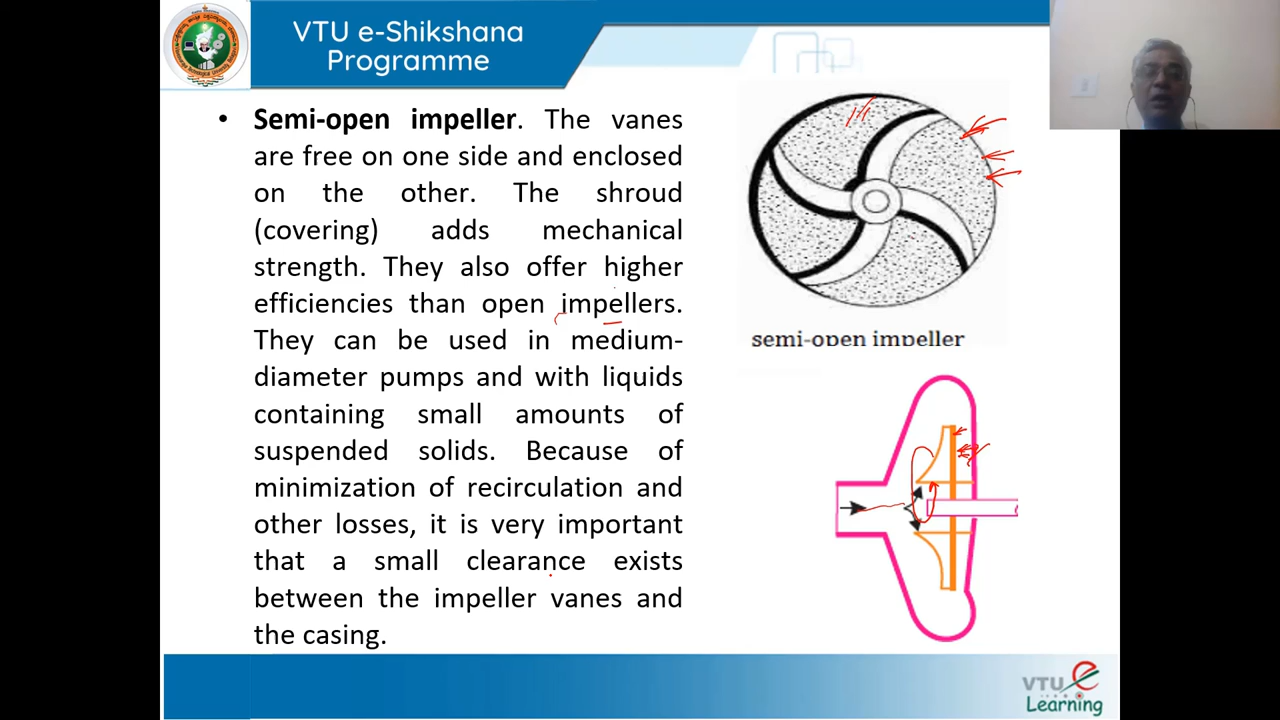 VTU e-Shikshana
Programme
• Semi-open impeller. The vanes
are free on one side and enclosed
on the other. The shroud
(covering) adds mechanical
strength. They also offer higher
efficiencies than open impellers.
They can be used in medium-
diameter pumps and with liquids
containing small amounts of
suspended solids. Because of
minimization of recirculation and
other losses, it is very important
that a small clearance exists
between the impeller vanes and
the casing.
semi-open impeller
VTU e
Learning